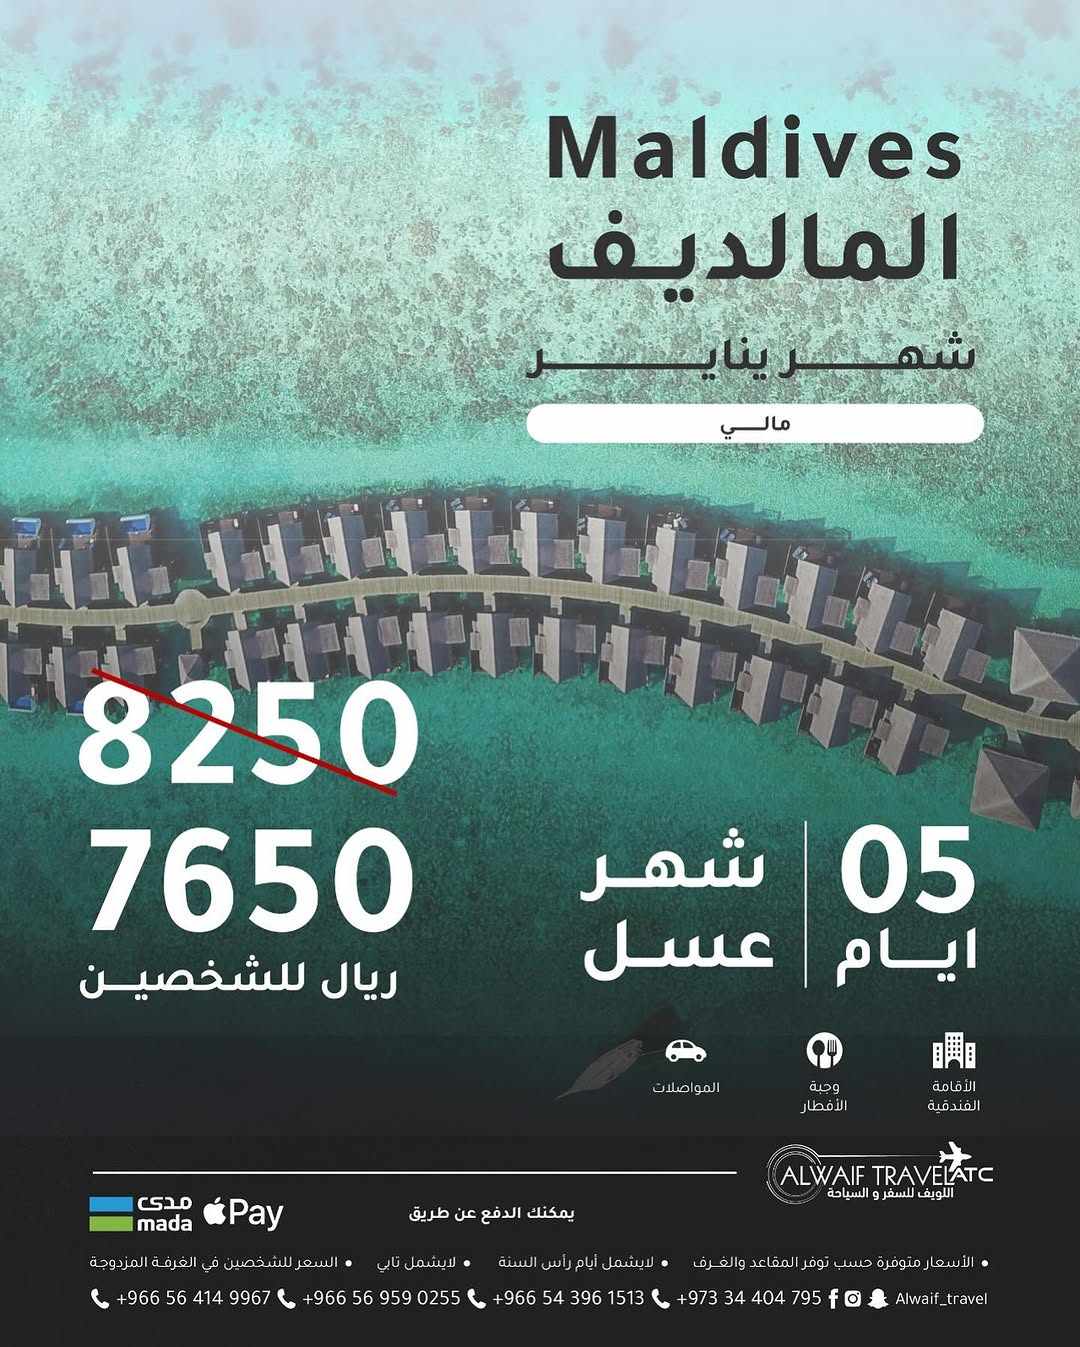 Maldives
المالديف
شهر يناير
مالي
8250
7650
ريال للشخصين
05
ايام
شهر
عسل
الأقامة
الفندقية
وجبة
الأفطار
المواصلات
ALWAIF TRAVEL ATC
اللويف للسفر و السياحة
يمكنك الدفع عن طريق
Pay
مدى
mada
• الأسعار متوفرة حسب توفر المقاعد والغرف • لايشمل أيام رأس السنة • لايشمل تابي • السعر للشخصين في الغرفة المزدوجة
+966 56 414 9967 +966 56 959 0255 +966 54 396 1513 +973 34 404 795 Alwaif_travel